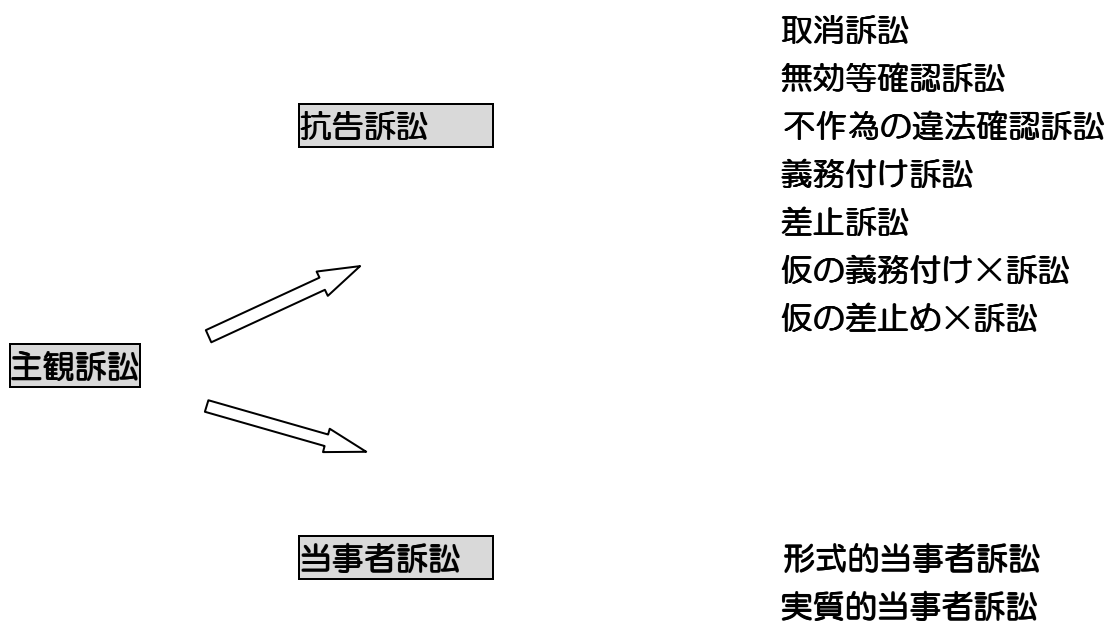 取消訴訟
無効等確認訴訟
抗告訴訟
不作為の違法確認訴訟
義務付け訴訟
差止訴訟
仮の義務付け×訴訟
仮の差止め×訴訟
主観訴訟
当事者訴訟
形式的当事者訴訟
実質的当事者訴訟